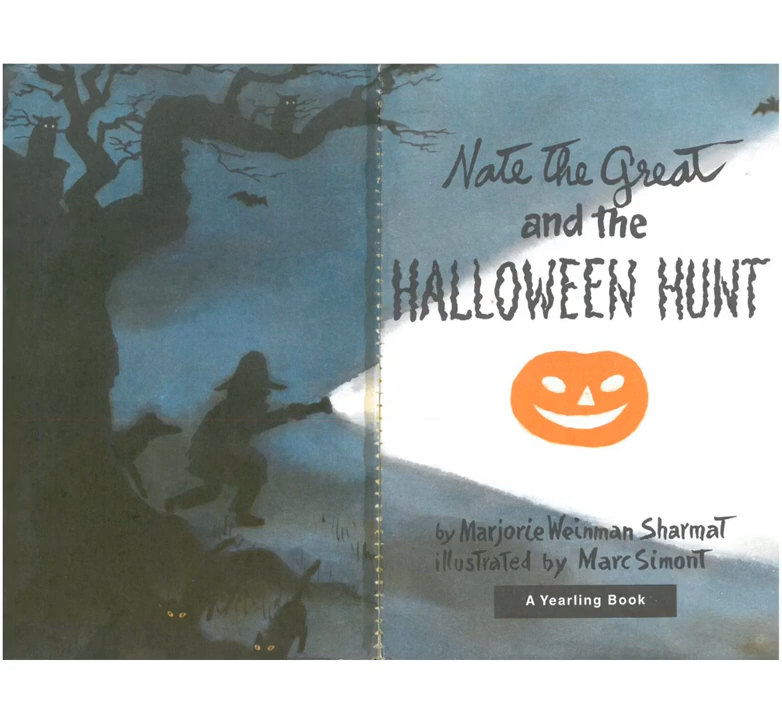 Nate the Great
and the
HALLOWEEN HUNT
by Marjorie Weinman Sharmat
illustrated by Marc Simont
A Yearling Book